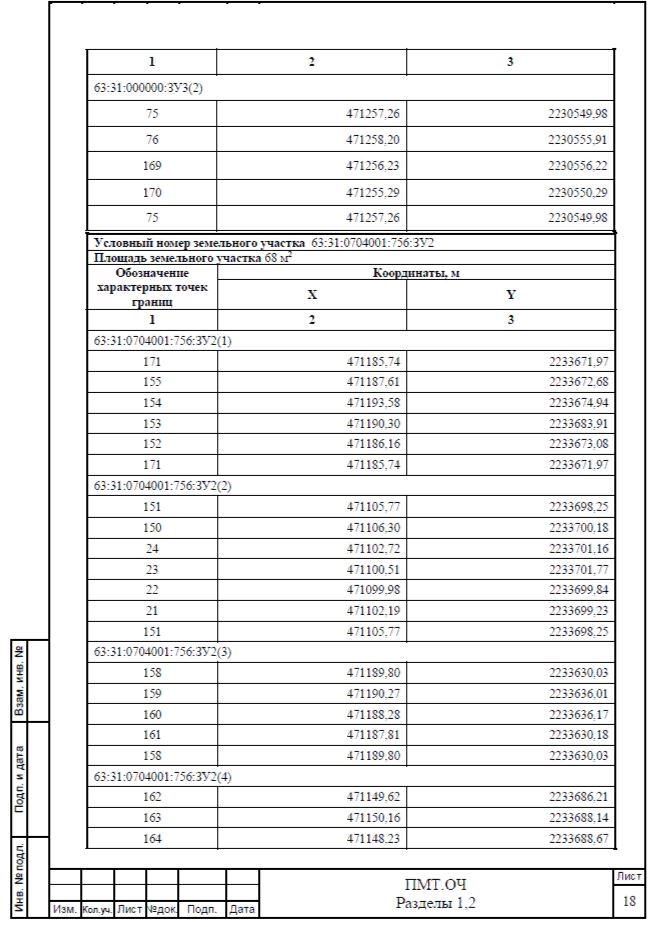 1 2 3
63:31:000000:ЗУ3(2)
75 471257,26 2230549,98
76 471258,20 2230555,91
169 471256,23 2230556,22
170 471255,29 2230550,29
75 471257,26 2230549,98
Условный номер земельного участка 63:31:0704001:756:ЗУ2
Площадь земельного участка 68 м²
Обозначение характерных точек границ Координаты, м
X Y
1 2 3
63:31:0704001:756:ЗУ2(1)
171 471185,74 2233671,97
155 471187,61 2233672,68
154 471193,58 2233674,94
153 471190,30 2233683,91
152 471186,16 2233673,08
171 471185,74 2233671,97
63:31:0704001:756:ЗУ2(2)
151 471105,77 2233698,25
150 471106,30 2233700,18
24 471102,72 2233701,16
23 471100,51 2233701,77
22 471099,98 2233699,84
21 471102,19 2233699,23
151 471105,77 2233698,25
63:31:0704001:756:ЗУ2(3)
158 471189,80 2233630,03
159 471190,27 2233636,01
160 471188,28 2233636,17
161 471187,81 2233630,18
158 471189,80 2233630,03
63:31:0704001:756:ЗУ2(4)
162 471149,62 2233686,21
163 471150,16 2233688,14
164 471148,23 2233688,67
Взам. инв. №
Подп. и дата
Инв. № подл.
Изм. Кол.уч. Лист №док. Подп. Дата
ПМТ.ОЧ
Разделы 1,2
Лист
18